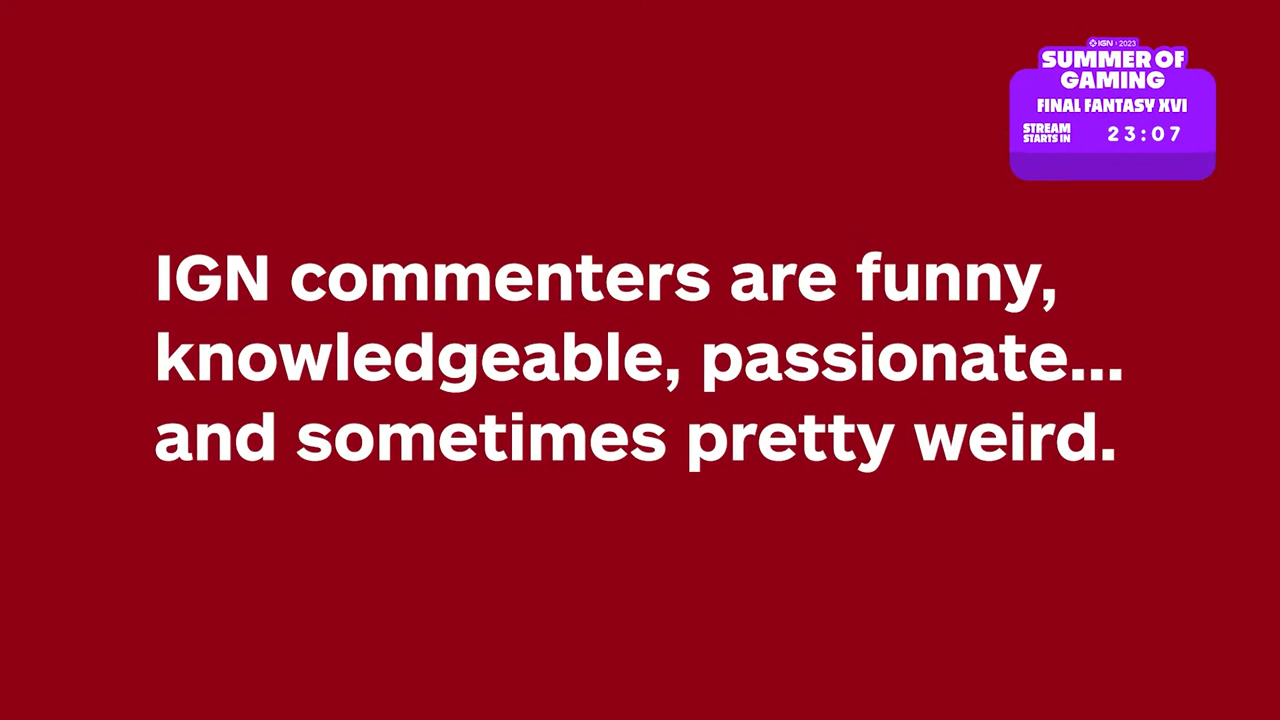 IGN | 2023
SUMMER OF
GAMING
FINAL FANTASY XVI
STREAM
STARTS IN
23:07
IGN commenters are funny,
knowledgeable, passionate...
and sometimes pretty weird.